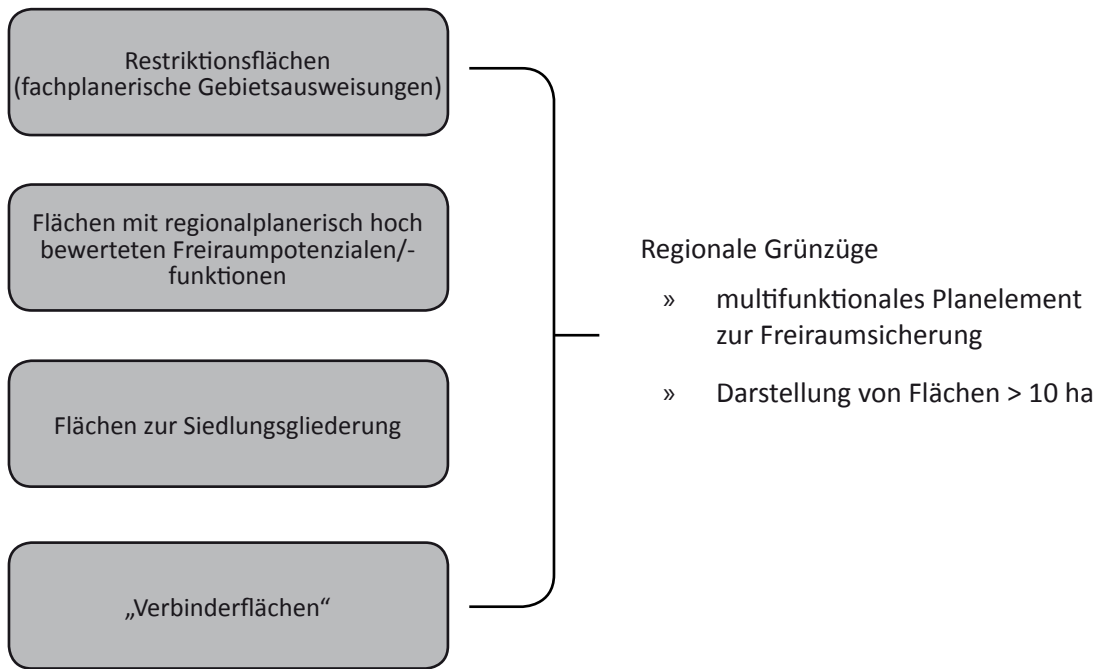 Restriktionsflächen
(fachplanerische Gebietsausweisungen)
Flächen mit regionalplanerisch hoch
bewerteten Freiraumpotenzialen/-
funktionen
Flächen zur Siedlungsgliederung
„Verbinderflächen“
Regionale Grünzüge
» multifunktionales Planelement
zur Freiraumsicherung
» Darstellung von Flächen > 10 ha